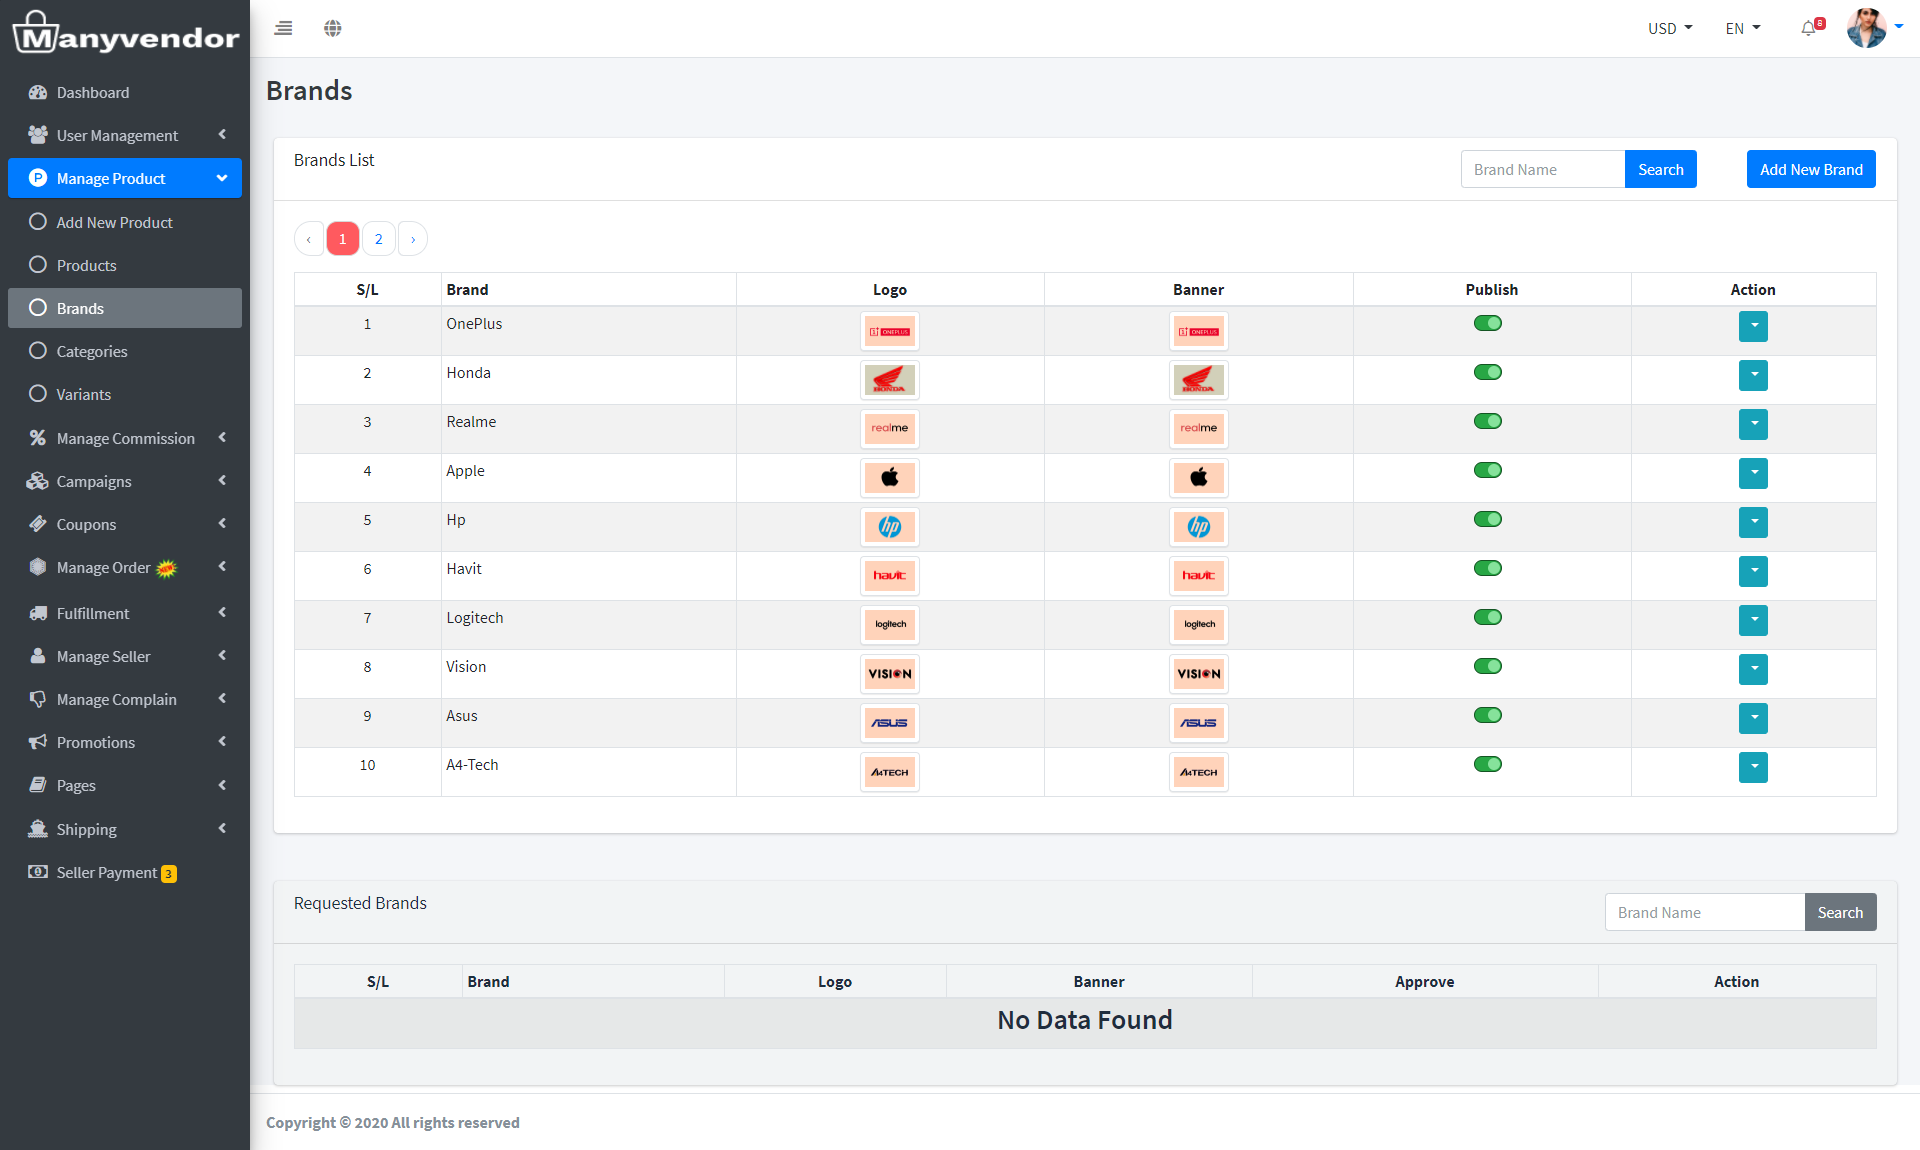 Manyvendor
USD
EN
8
Dashboard
User Management
Manage Product
Add New Product
Products
Brands
Categories
Variants
Manage Commission
Campaigns
Coupons
Manage Order NEW
Fulfillment
Manage Seller
Manage Complain
Promotions
Pages
Shipping
Seller Payment 3
Brands
Brands List
Brand Name
Search
Add New Brand
‹ 1 2 ›
S/L Brand Logo Banner Publish Action
1 OnePlus ONEPLUS ONEPLUS
2 Honda HONDA HONDA
3 Realme realme realme
4 Apple
5 Hp hp hp
6 Havit havit havit
7 Logitech logitech logitech
8 Vision VISION VISION
9 Asus ASUS ASUS
10 A4-Tech A4TECH A4TECH
Requested Brands
Brand Name
Search
S/L Brand Logo Banner Approve Action
No Data Found
Copyright © 2020 All rights reserved